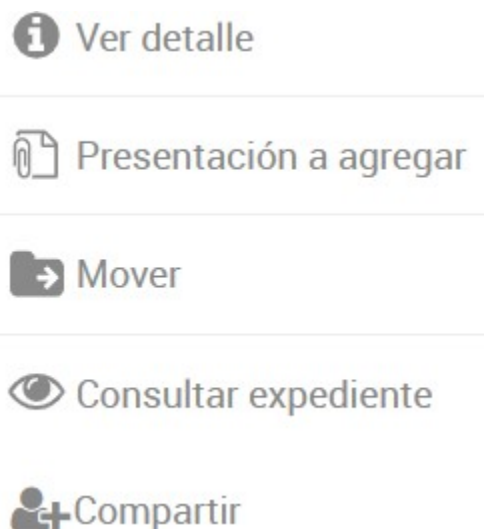 Ver detalle
Presentación a agregar
Mover
Consultar expediente
Compartir